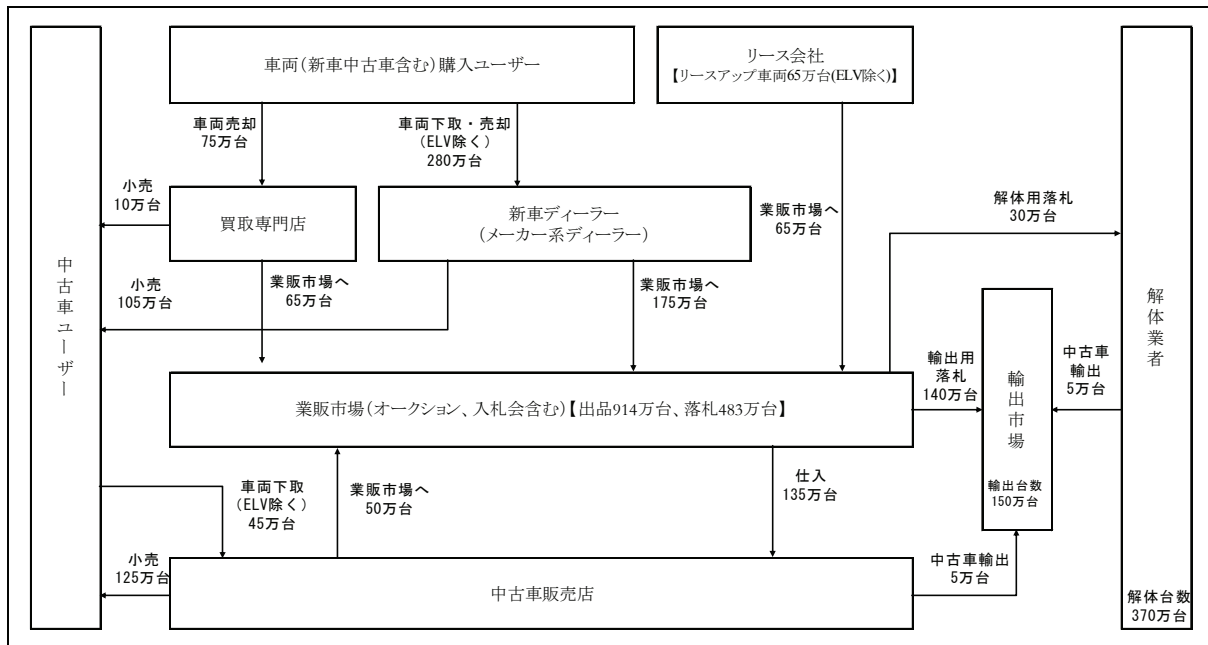 車両（新車中古車含む）購入ユーザー
リース会社
【リースアップ車両65万台(ELV除く)】
車両売却
75万台
車両下取・売却
（ELV除く）
280万台
小売
10万台
買取専門店
新車ディーラー
（メーカー系ディーラー）
業販市場へ
65万台
解体用落札
30万台
中古車ユーザー
小売
105万台
業販市場へ
65万台
業販市場へ
175万台
解体業者
業販市場（オークション、入札会含む）【出品914万台、落札483万台】
輸出用
落札
140万台
輸出市場
輸出台数
150万台
中古車
輸出
5万台
車両下取
（ELV除く）
45万台
業販市場へ
50万台
仕入
135万台
小売
125万台
中古車販売店
中古車輸出
5万台
解体台数
370万台